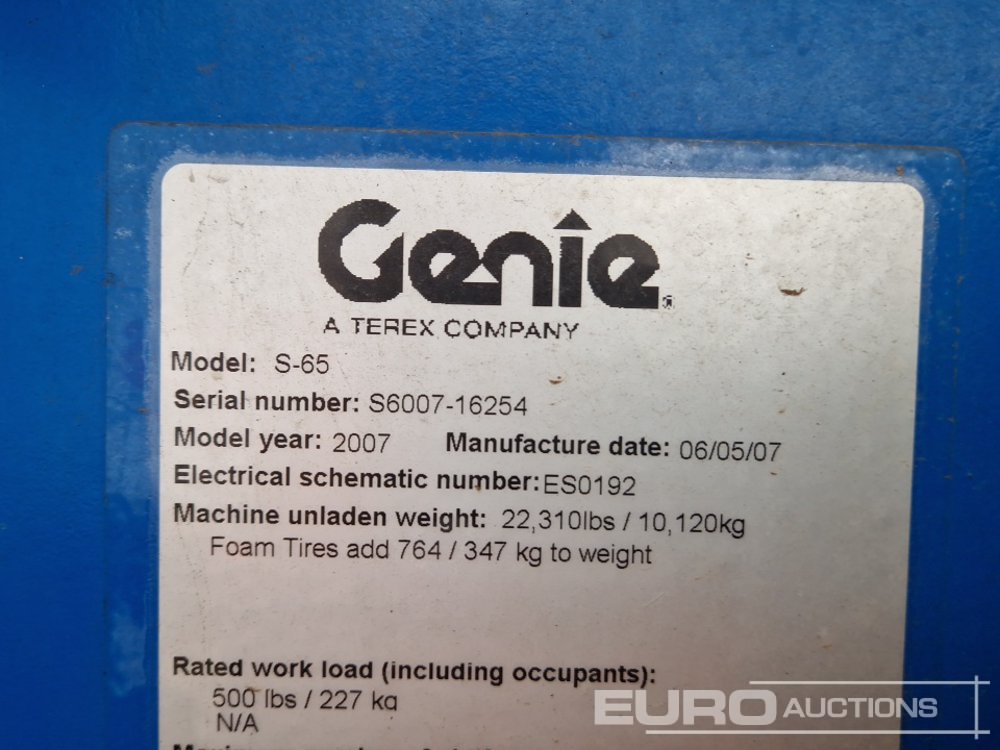 Genie®
A TEREX COMPANY
Model: S-65
Serial number: S6007-16254
Model year: 2007 Manufacture date: 06/05/07
Electrical schematic number: ES0192
Machine unladen weight: 22,310lbs / 10,120kg
Foam Tires add 764 / 347 kg to weight
Rated work load (including occupants):
500 lbs / 227 kg
N/A
EURO AUCTIONS